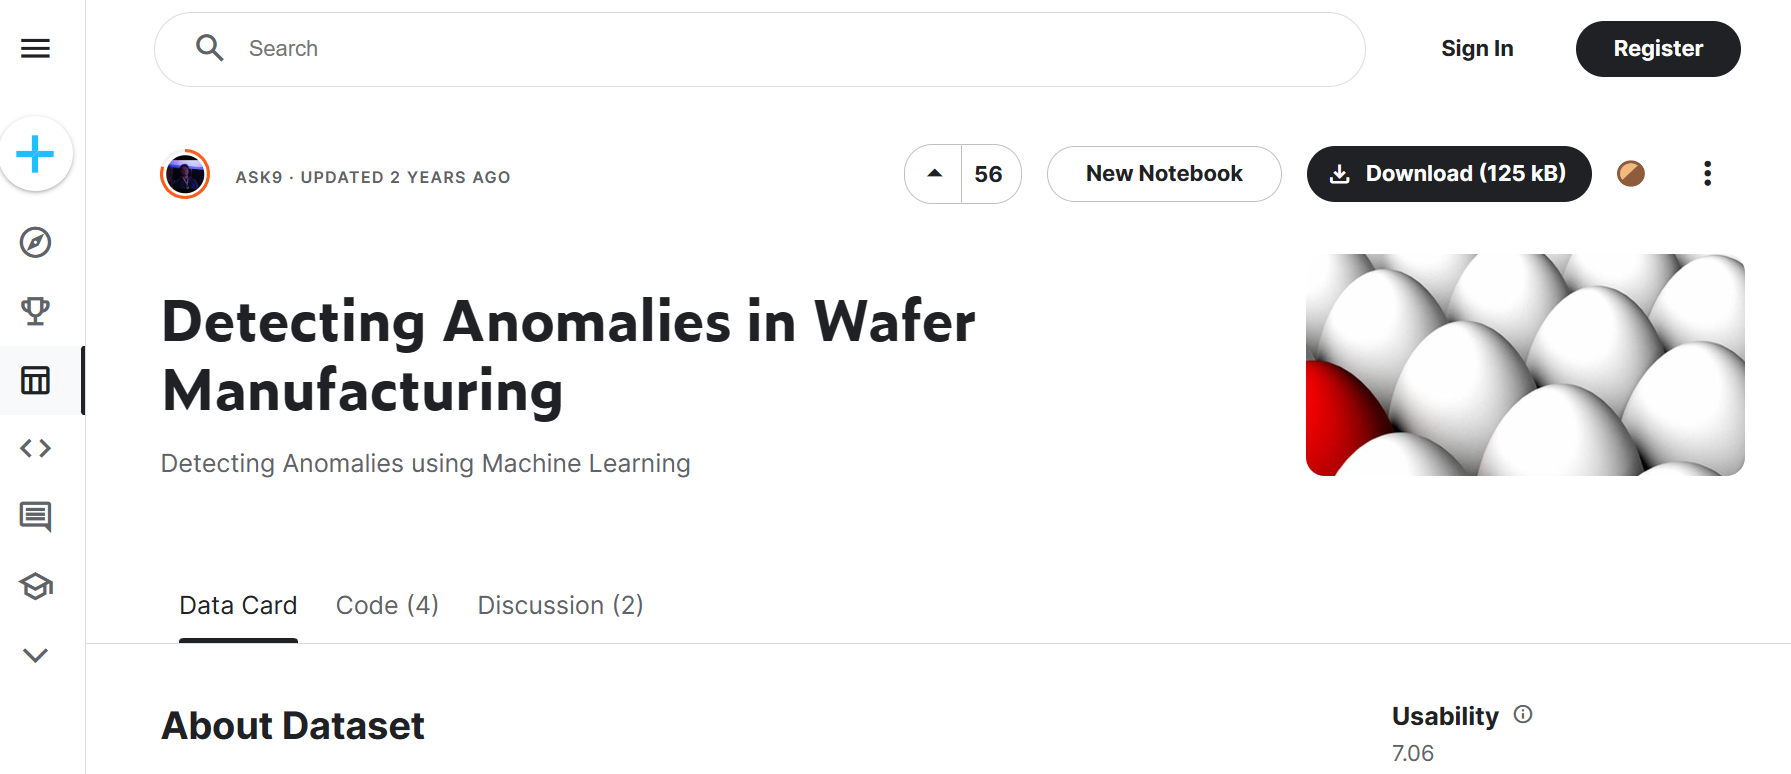 Search
Sign In
Register
ASK9 · UPDATED 2 YEARS AGO
56
New Notebook
Download (125 kB)
Detecting Anomalies in Wafer
Manufacturing
Detecting Anomalies using Machine Learning
Data Card
Code (4)
Discussion (2)
About Dataset
Usability
7.06